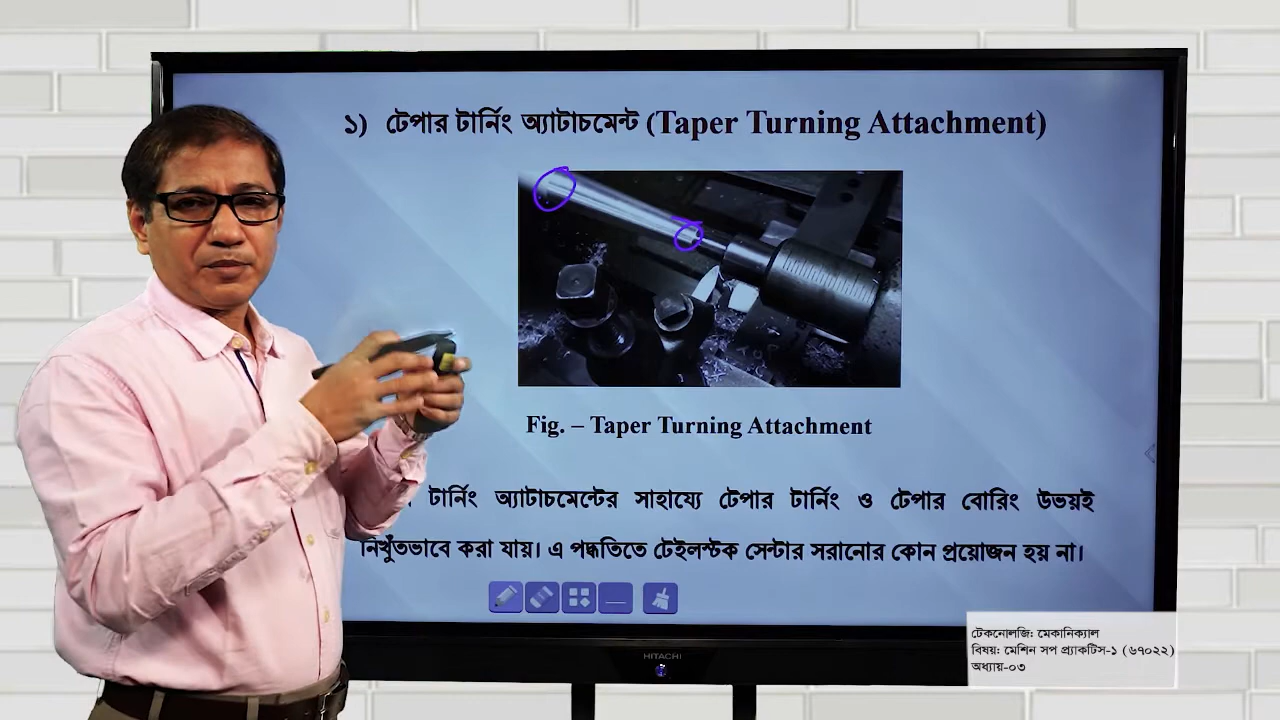 ১) টেপার টার্নিং অ্যাটাচমেন্ট (Taper Turning Attachment)
Fig. – Taper Turning Attachment
টার্নিং অ্যাটাচমেন্টের সাহায্যে টেপার টার্নিং ও টেপার বোরিং উভয়ই
নিখুঁতভাবে করা যায়। এ পদ্ধতিতে টেইলস্টক সেন্টার সরানোর কোন প্রয়োজন হয় না।
HITACHI
টেকনোলজি: মেকানিক্যাল
বিষয়: মেশিন সপ প্র্যাকটিস-১ (৬৭০২২)
অধ্যায়-০৩